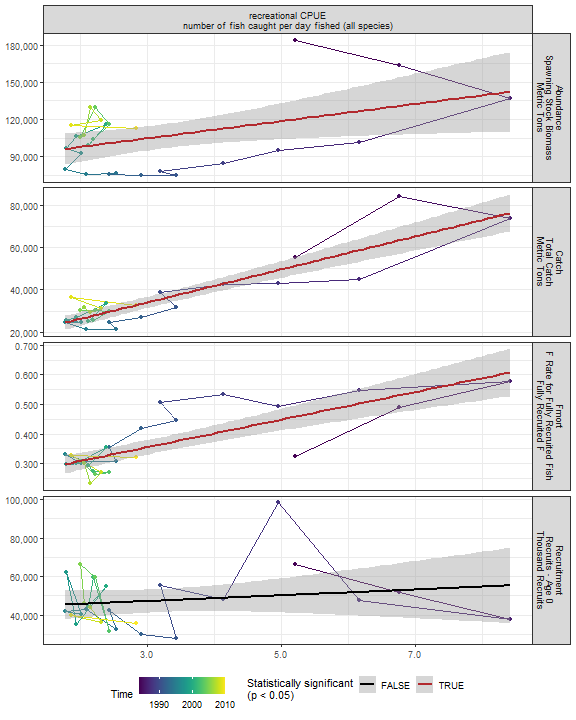 recreational CPUE
number of fish caught per day fished (all species)
180,000
150,000
120,000
90,000
Abundance
Spawning Stock Biomass
Metric Tons
80,000
60,000
40,000
20,000
Catch
Total Catch
Metric Tons
0.700
0.600
0.500
0.400
0.300
Fmort
F Rate for Fully Recruited Fish
Fully Recruited F
100,000
80,000
60,000
40,000
Recruitment
Recruits - Age 0
Thousand Recruits
3.0 5.0 7.0
Time
1990 2000 2010
Statistically significant
(p < 0.05)
FALSE TRUE